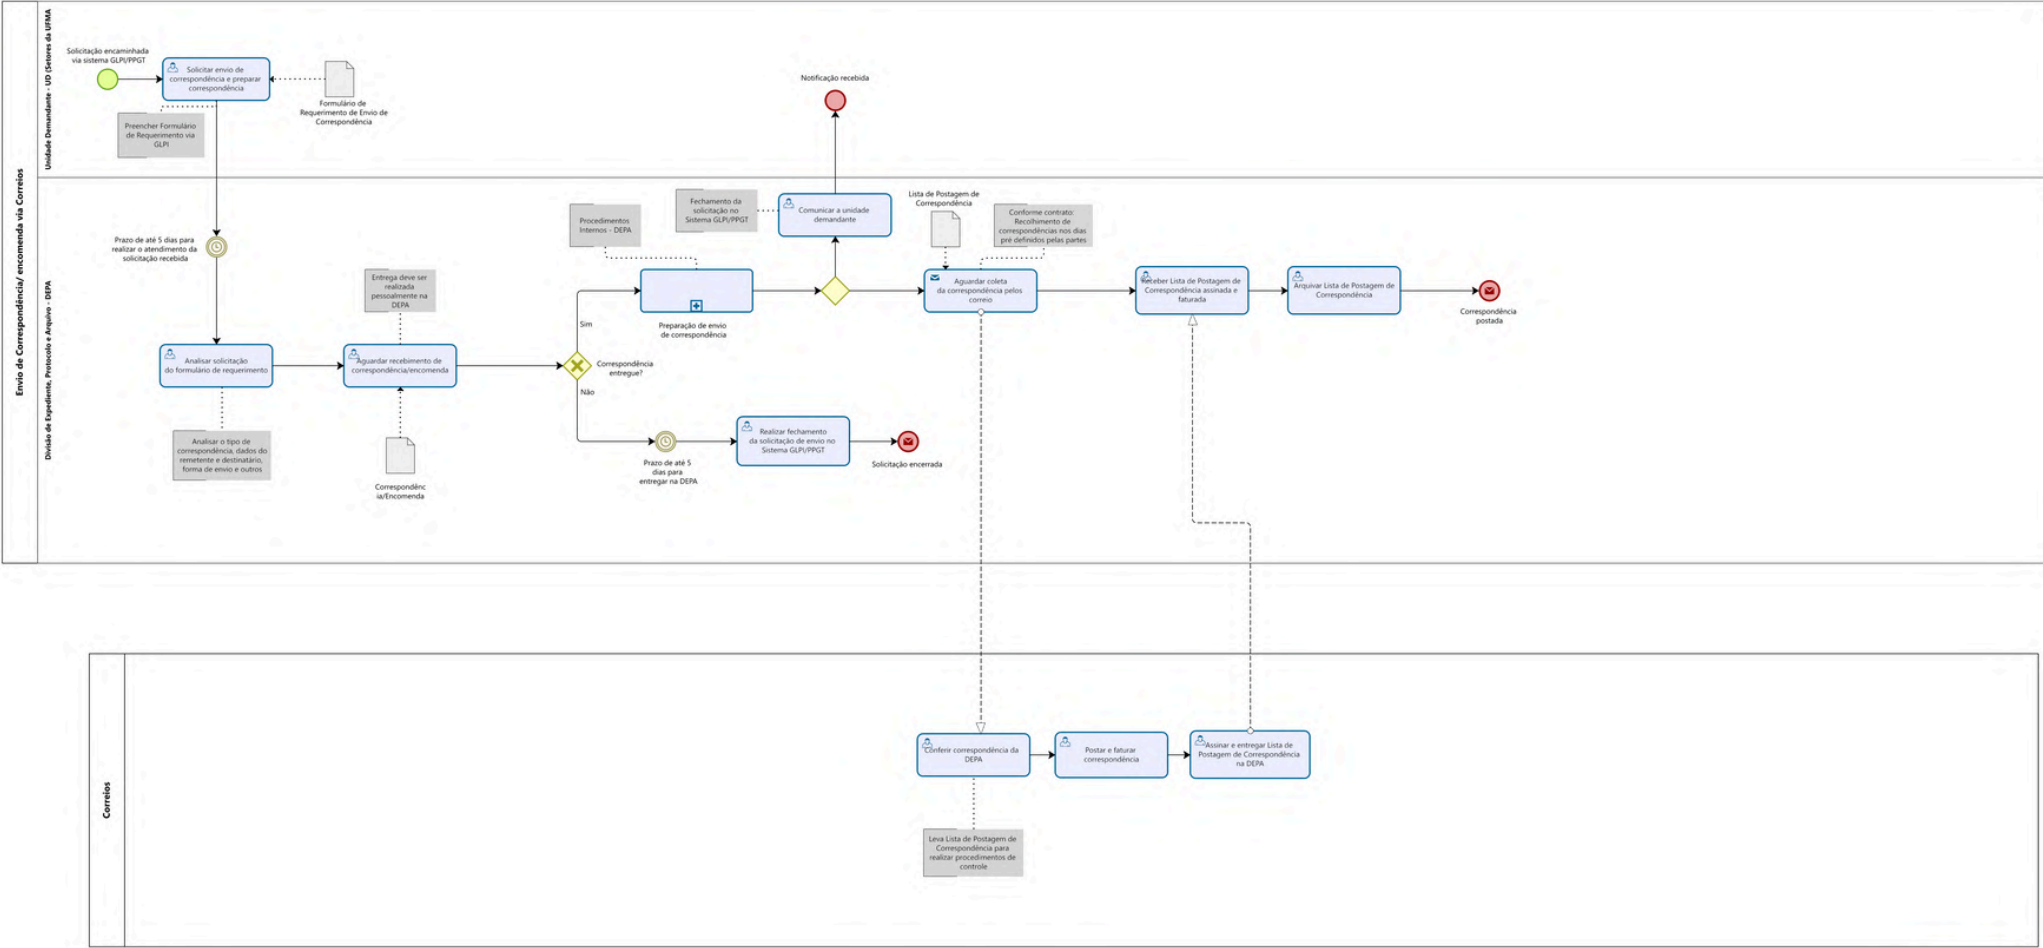 Envio de Correspondência/ encomenda via Correios
Unidade Demandante - UD (Setores da UFMA
Solicitação encaminhada
via sistema GLPI/PPGT
Solicitar envio de
correspondência e preparar
correspondência
Formulário de
Requerimento de Envio de
Correspondência
Preencher Formulário
de Requerimento via
GLPI
Notificação recebida
Divisão de Expediente, Protocolo e Arquivo - DEPA
Prazo de até 5 dias para
realizar o atendimento da
solicitação recebida
Analisar solicitação
do formulário de requerimento
Analisar o tipo de
correspondência, dados do
remetente e destinatário,
forma de envio e outros
Entrega deve ser
realizada
pessoalmente na
DEPA
Aguardar recebimento de
correspondência/encomenda
Correspondênc
ia/Encomenda
Correspondência
entregue?
Sim
Não
Procedimentos
Internos - DEPA
Preparação de envio
de correspondência
Fechamento da
solicitação no
Sistema GLPI/PPGT
Comunicar a unidade
demandante
Lista de Postagem de
Correspondência
Conforme contrato:
Recolhimento de
correspondências nos dias
pré definidos pelas partes
Aguardar coleta
da correspondência pelos
correio
Receber Lista de Postagem de
Correspondência assinada e
faturada
Arquivar Lista de Postagem de
Correspondência
Correspondência
postada
Prazo de até 5
dias para
entregar na DEPA
Realizar fechamento
da solicitação de envio no
Sistema GLPI/PPGT
Solicitação encerrada
Correios
Conferir correspondência da
DEPA
Postar e faturar
correspondência
Assinar e entregar Lista de
Postagem de Correspondência
na DEPA
Leva Lista de Postagem de
Correspondência para
realizar procedimentos de
controle